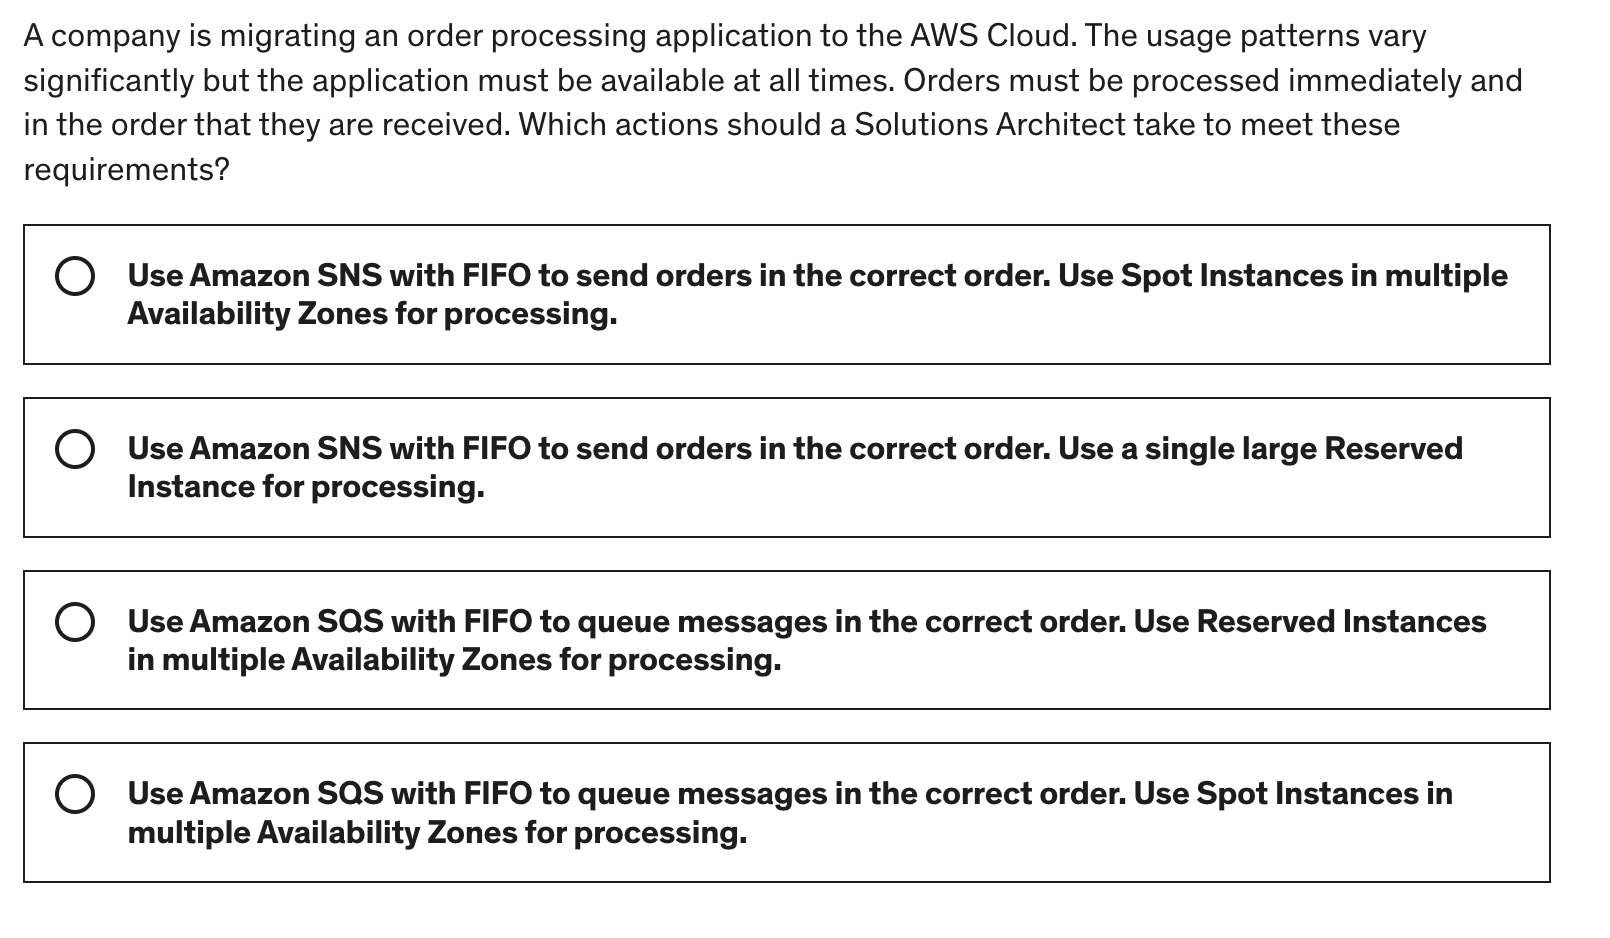 A company is migrating an order processing application to the AWS Cloud. The usage patterns vary
significantly but the application must be available at all times. Orders must be processed immediately and
in the order that they are received. Which actions should a Solutions Architect take to meet these
requirements?
Use Amazon SNS with FIFO to send orders in the correct order. Use Spot Instances in multiple
Availability Zones for processing.
Use Amazon SNS with FIFO to send orders in the correct order. Use a single large Reserved
Instance for processing.
Use Amazon SQS with FIFO to queue messages in the correct order. Use Reserved Instances
in multiple Availability Zones for processing.
Use Amazon SQS with FIFO to queue messages in the correct order. Use Spot Instances in
multiple Availability Zones for processing.